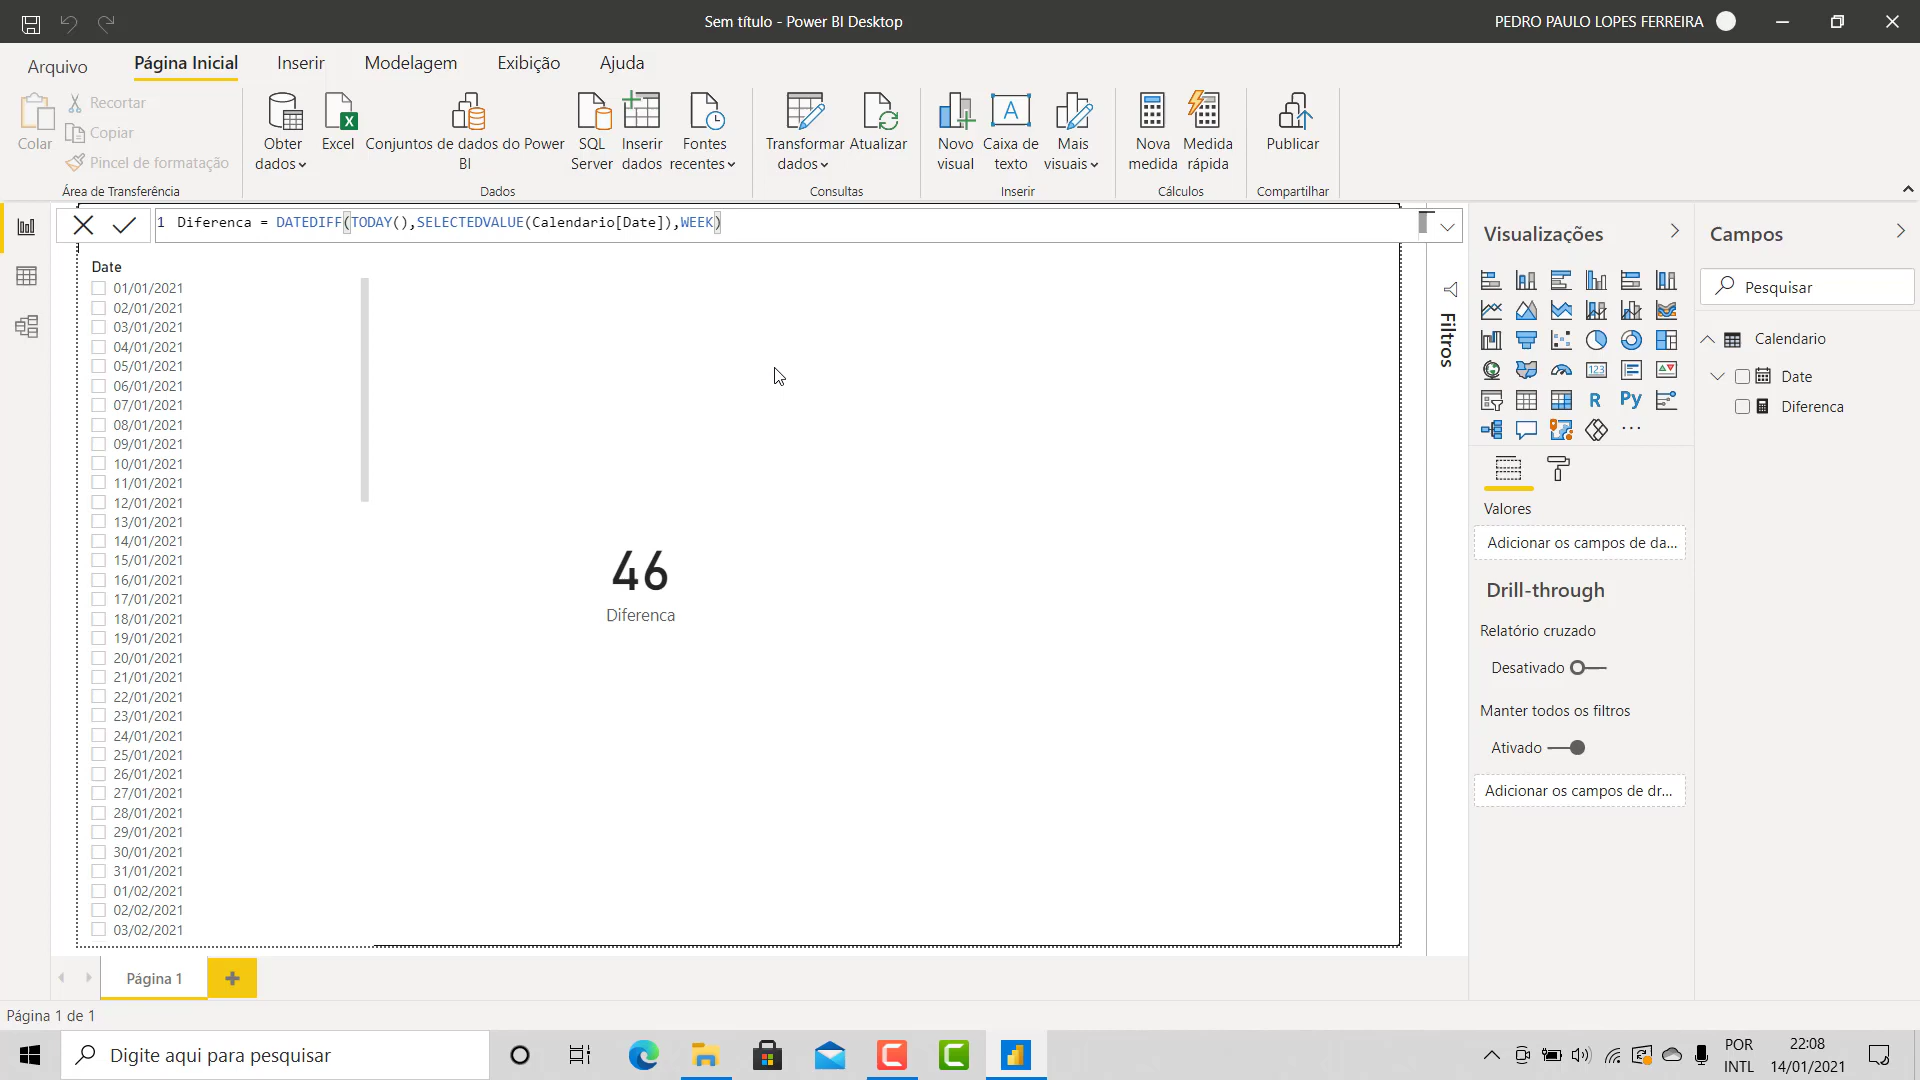 Sem título - Power BI Desktop
PEDRO PAULO LOPES FERREIRA
Arquivo
Página Inicial
Inserir
Modelagem
Exibição
Ajuda
Colar
Recortar
Copiar
Pincel de formatação
Área de Transferência
Obter dados
Excel
Conjuntos de dados do Power BI
SQL Server
Inserir dados
Fontes recentes
Dados
Transformar dados
Atualizar
Consultas
Novo visual
Caixa de texto
Mais visuais
Inserir
Nova medida
Medida rápida
Cálculos
Publicar
Compartilhar
1 Diferenca = DATEDIFF(TODAY(),SELECTEDVALUE(Calendario[Date]),WEEK)
Date
01/01/2021
02/01/2021
03/01/2021
04/01/2021
05/01/2021
06/01/2021
07/01/2021
08/01/2021
09/01/2021
10/01/2021
11/01/2021
12/01/2021
13/01/2021
14/01/2021
15/01/2021
16/01/2021
17/01/2021
18/01/2021
19/01/2021
20/01/2021
21/01/2021
22/01/2021
23/01/2021
24/01/2021
25/01/2021
26/01/2021
27/01/2021
28/01/2021
29/01/2021
30/01/2021
31/01/2021
01/02/2021
02/02/2021
03/02/2021
46
Diferenca
Filtros
Visualizações
123
R
Py
...
Valores
Adicionar os campos de da...
Drill-through
Relatório cruzado
Desativado
Manter todos os filtros
Ativado
Adicionar os campos de dr...
Campos
Pesquisar
Calendario
Date
Diferenca
Página 1
Página 1 de 1
Digite aqui para pesquisar
POR
INTL
22:08
14/01/2021